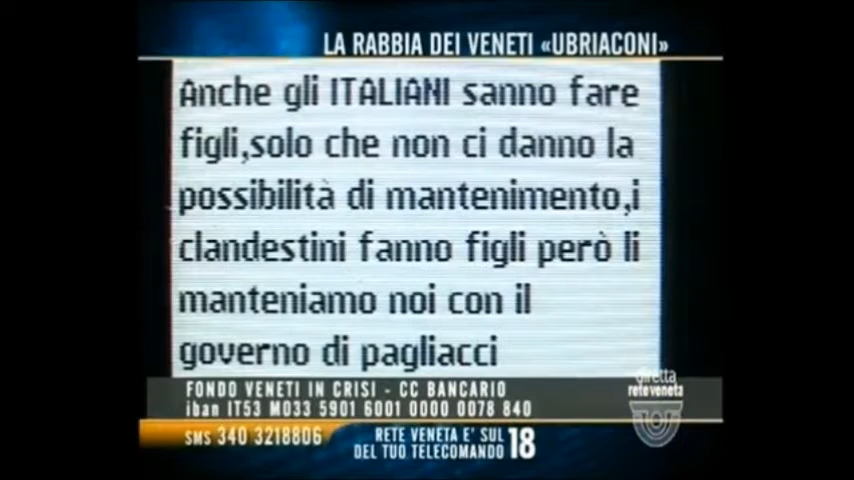 LA RABBIA DEI VENETI «UBRIACONI»
Anche gli ITALIANI sanno fare
figli,solo che non ci danno la
possibilità di mantenimento,i
clandestini fanno figli però li
manteniamo noi con il
governo di pagliacci
diretta
reteveneta
FONDO VENETI IN CRISI - CC BANCARIO
iban IT53 M033 5901 6001 0000 0078 840
SMS 340 3218806
RETE VENETA E' SUL
DEL TUO TELECOMANDO 18